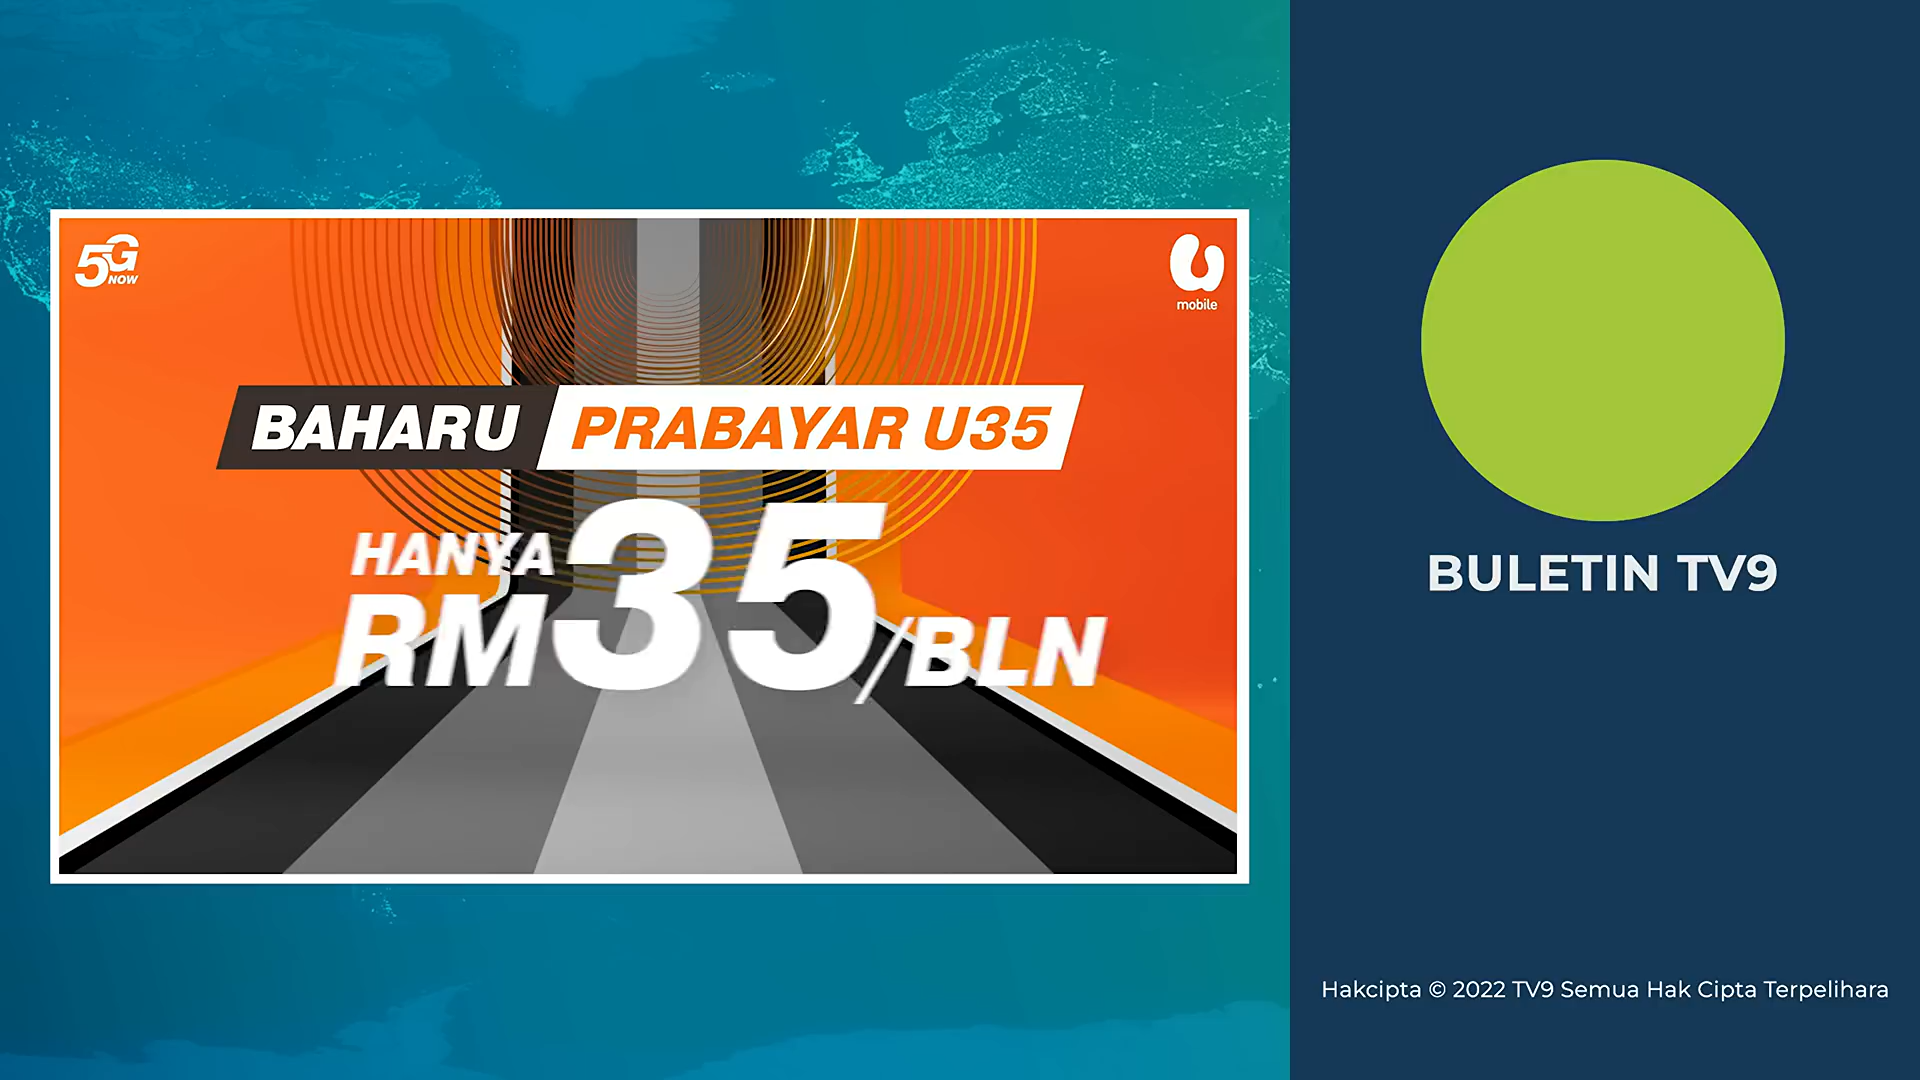 5G
NOW
mobile
BAHARU PRABAYAR U35
HANYA
RM35/BLN
BULETIN TV9
Hakcipta © 2022 TV9 Semua Hak Cipta Terpelihara